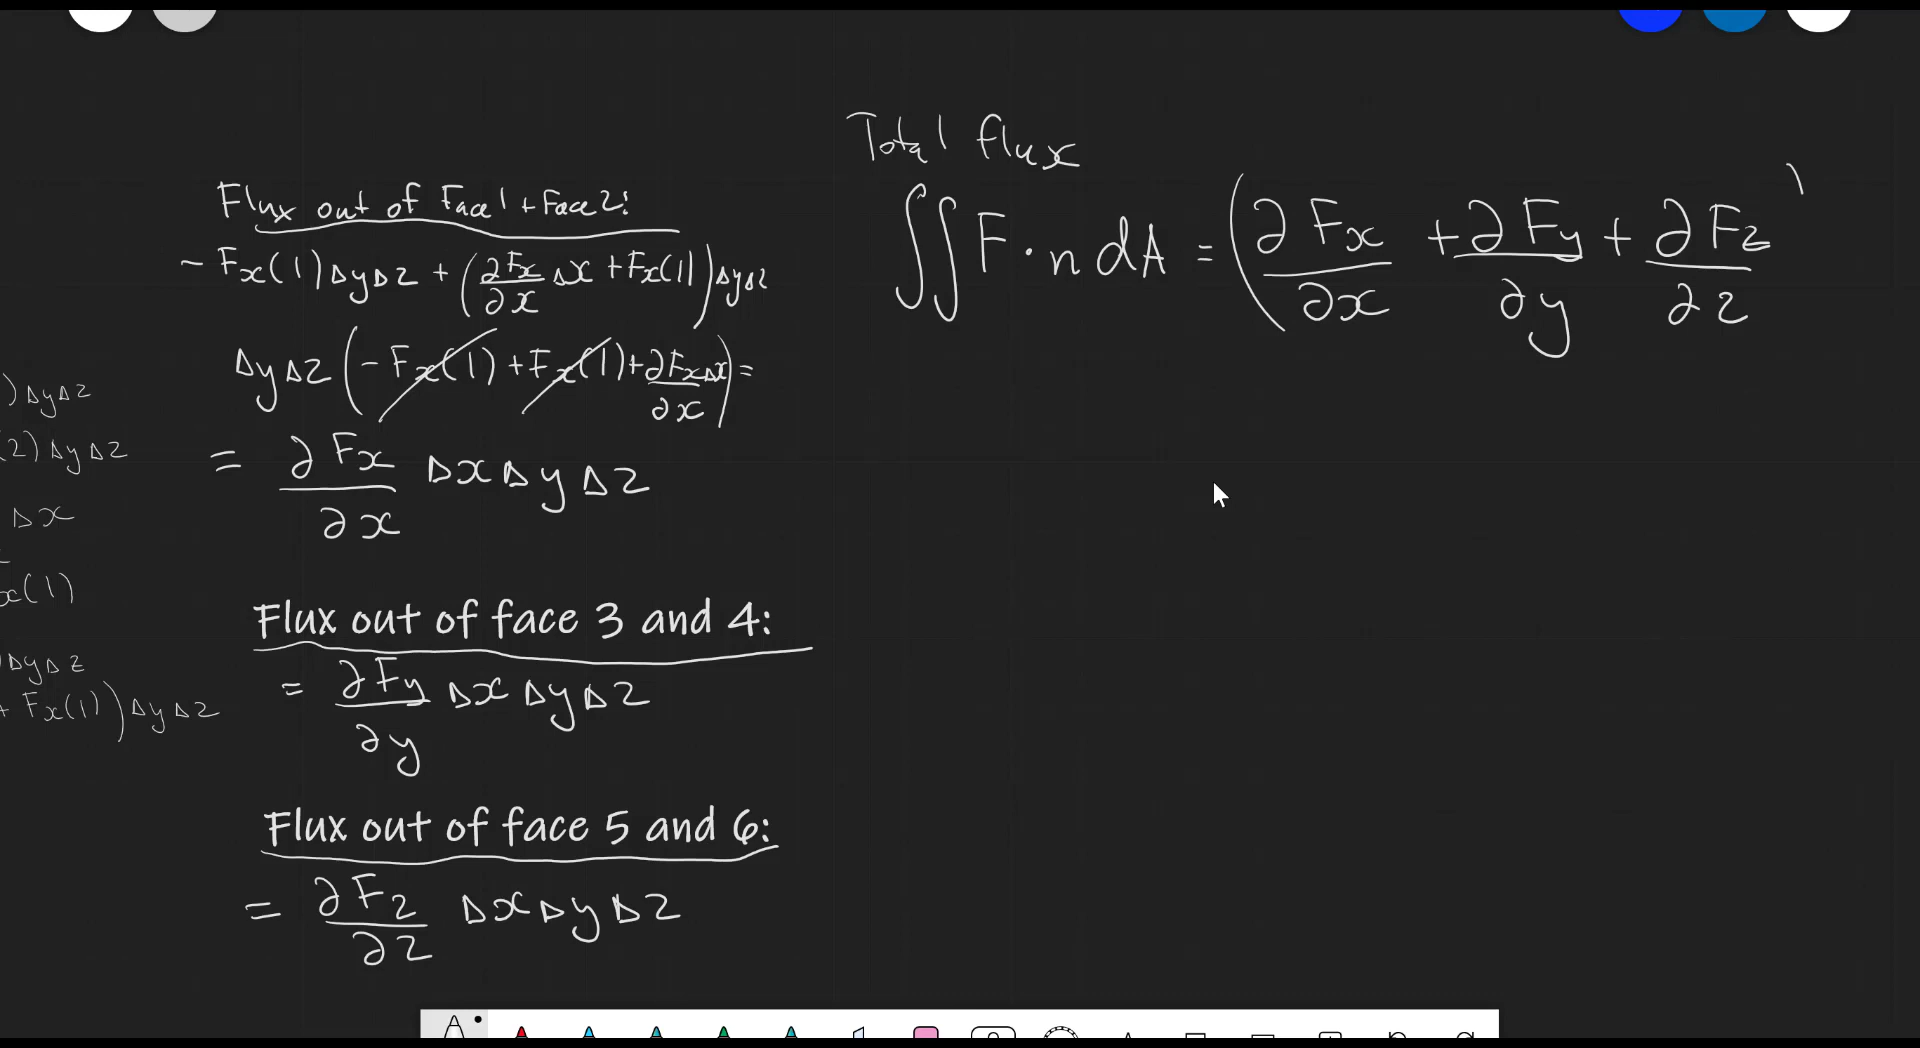 ) ΔyΔz
(2) ΔyΔz
Δx
x(1)
ΔyΔz
+ Fx(1)) ΔyΔz
Flux out of Face 1 + Face 2:
- Fx(1) ΔyΔz + (∂Fx/∂x Δx + Fx(1)) ΔyΔz
ΔyΔz (- Fx(1) + Fx(1) + ∂Fx/∂x Δx) =
= ∂Fx/∂x ΔxΔyΔz
Flux out of face 3 and 4:
= ∂Fy/∂y ΔxΔyΔz
Flux out of face 5 and 6:
= ∂Fz/∂z ΔxΔyΔz
Total flux
∬ F · n dA = (∂Fx/∂x + ∂Fy/∂y + ∂Fz/∂z